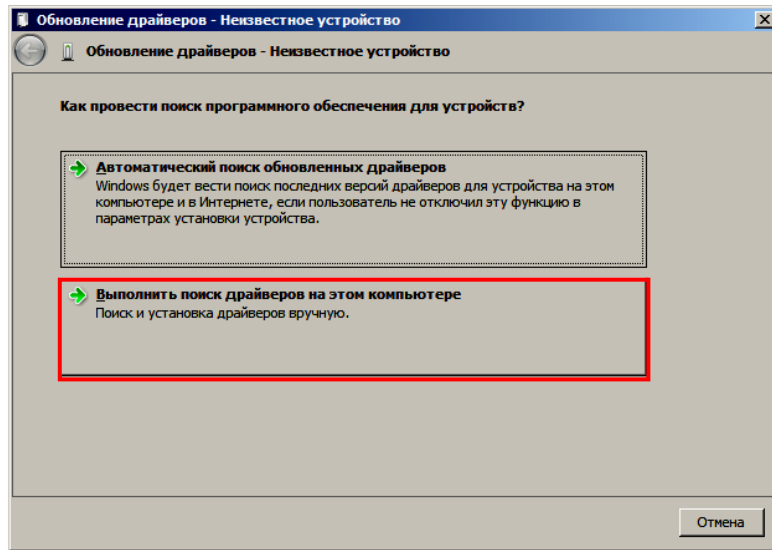 Обновление драйверов - Неизвестное устройство
Обновление драйверов - Неизвестное устройство
Как провести поиск программного обеспечения для устройств?
Автоматический поиск обновленных драйверов
Windows будет вести поиск последних версий драйверов для устройства на этом
компьютере и в Интернете, если пользователь не отключил эту функцию в
параметрах установки устройства.
Выполнить поиск драйверов на этом компьютере
Поиск и установка драйверов вручную.
Отмена